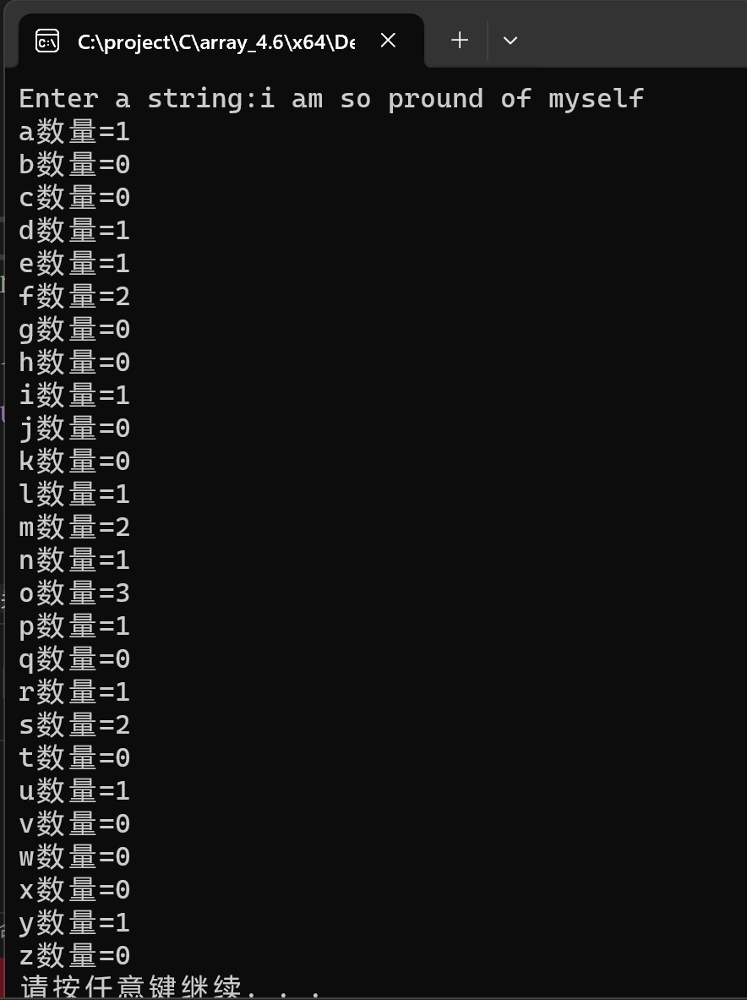 C:\project\C\array_4.6\x64\De
Enter a string:i am so pround of myself
a数量=1
b数量=0
c数量=0
d数量=1
e数量=1
f数量=2
g数量=0
h数量=0
i数量=1
j数量=0
k数量=0
l数量=1
m数量=2
n数量=1
o数量=3
p数量=1
q数量=0
r数量=1
s数量=2
t数量=0
u数量=1
v数量=0
w数量=0
x数量=0
y数量=1
z数量=0
请按任意键继续. . .